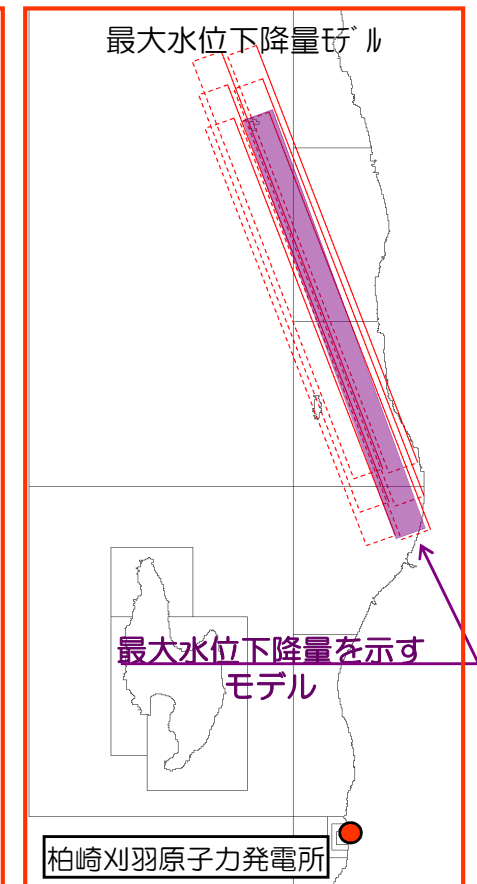 最大水位下降量ﾓﾃﾞﾙ
最大水位下降量を示す
モデル
柏崎刈羽原子力発電所